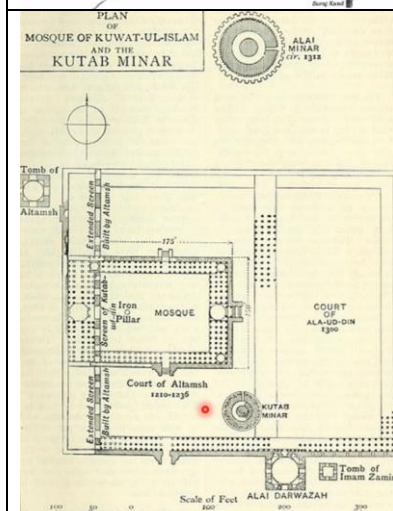 Burag Kund
PLAN
OF
MOSQUE OF KUWAT-UL-ISLAM
AND THE
KUTAB MINAR
ALAI
MINAR
cir. 1312
Tomb of
Altamsh
Extended Screen
Built by Altamsh
175'
Screen of Kutab-
ud-din
Iron
Pillar
MOSQUE
COURT
OF
ALA-UD-DIN
1300
Court of Altamsh
1210-1236
Extended Screen
Built by Altamsh
KUTAB
MINAR
Tomb of
Imam Zamin
Scale of Feet
ALAI DARWAZAH
100 50 0 100 200 300